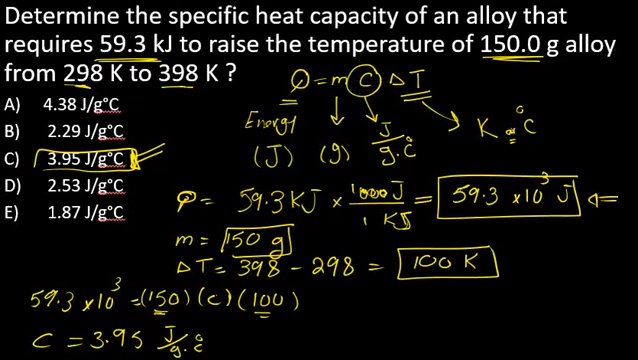 Determine the specific heat capacity of an alloy that
requires 59.3 kJ to raise the temperature of 150.0 g alloy
from 298 K to 398 K ?
A) 4.38 J/g°C
B) 2.29 J/g°C
C) 3.95 J/g°C
D) 2.53 J/g°C
E) 1.87 J/g°C
Q = m C ΔT
Energy
(J) (g) J/g.°C K or °C
Q = 59.3 KJ × 1000 J / 1 KJ = 59.3 × 10³ J
m = 150 g
ΔT = 398 - 298 = 100 K
59.3 × 10³ = (150) (c) (100)
C = 3.95 J/g.°C